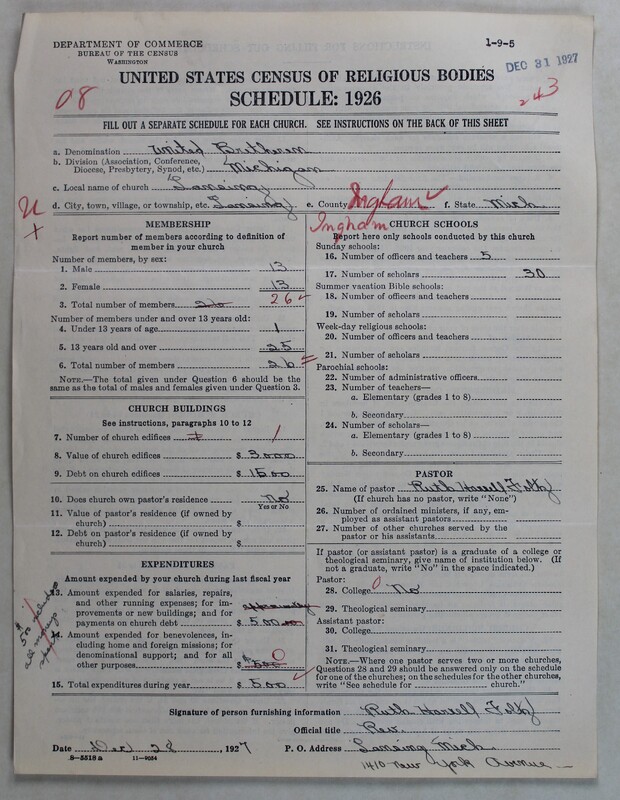 DEPARTMENT OF COMMERCE
BUREAU OF THE CENSUS
WASHINGTON
1-9-5
DEC 31 1927
UNITED STATES CENSUS OF RELIGIOUS BODIES
SCHEDULE: 1926
08
243
FILL OUT A SEPARATE SCHEDULE FOR EACH CHURCH. SEE INSTRUCTIONS ON THE BACK OF THIS SHEET
a. Denomination United Bretheren
b. Division (Association, Conference, Diocese, Presbytery, Synod, etc.) Michigan
c. Local name of church Lansing
d. City, town, village, or township, etc. Lansing e. County Ingham f. State Mich
Ingham
U
x
MEMBERSHIP
Report number of members according to definition of
member in your church
Number of members, by sex:
1. Male 13
2. Female 13
3. Total number of members 26 26
Number of members under and over 13 years old:
4. Under 13 years of age 1
5. 13 years old and over 25
6. Total number of members 26 =
NOTE.—The total given under Question 6 should be the
same as the total of males and females given under Question 3.
CHURCH BUILDINGS
See instructions, paragraphs 10 to 12
7. Number of church edifices 1
8. Value of church edifices $ 3000
9. Debt on church edifices $ 1500
10. Does church own pastor's residence No
Yes or No
11. Value of pastor's residence (if owned by
church) $
12. Debt on pastor's residence (if owned by
church) $
EXPENDITURES
Amount expended by your church during last fiscal year
13. Amount expended for salaries, repairs,
and other running expenses; for im-
provements or new buildings; and for
payments on church debt $ 500
14. Amount expended for benevolences, in-
cluding home and foreign missions; for
denominational support; and for all
other purposes $ 500 0
15. Total expenditures during year $ 500
CHURCH SCHOOLS
Report here only schools conducted by this church
Sunday schools:
16. Number of officers and teachers 5
17. Number of scholars 30
Summer vacation Bible schools:
18. Number of officers and teachers
19. Number of scholars
Week-day religious schools:
20. Number of officers and teachers
21. Number of scholars
Parochial schools:
22. Number of administrative officers
23. Number of teachers—
a. Elementary (grades 1 to 8)
b. Secondary
24. Number of scholars—
a. Elementary (grades 1 to 8)
b. Secondary
PASTOR
25. Name of pastor Ruth Harrell Foltz
(If church has no pastor, write "None")
26. Number of ordained ministers, if any, em-
ployed as assistant pastors
27. Number of other churches served by the
pastor or his assistants
If pastor (or assistant pastor) is a graduate of a college or
theological seminary, give name of institution below. (If
not a graduate, write "No" in the space indicated.)
Pastor:
28. College 0 No
29. Theological seminary
Assistant pastor:
30. College
31. Theological seminary
NOTE.—Where one pastor serves two or more churches,
Questions 28 and 29 should be answered only on the schedule
for one of the churches; on the schedules for the other churches,
write "See schedule for church."
Signature of person furnishing information Ruth Harrell Foltz
Official title Rev.
Date Dec 28, 1927 P. O. Address Lansing Mich.
8-5518 a 11-9034
1410 New York Avenue